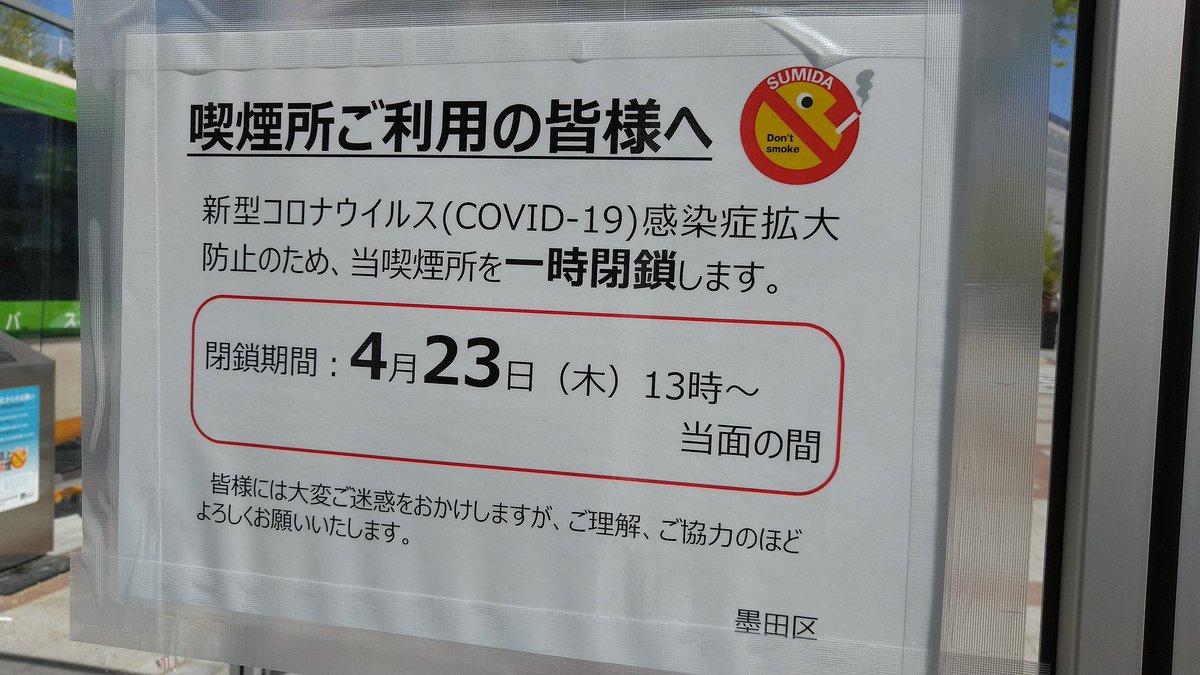 喫煙所ご利用の皆様へ
SUMIDA
Don't
smoke
新型コロナウイルス(COVID-19)感染症拡大
防止のため、当喫煙所を一時閉鎖します。
閉鎖期間：4月23日（木）13時～
当面の間
皆様には大変ご迷惑をおかけしますが、ご理解、ご協力のほど
よろしくお願いいたします。
墨田区
バス